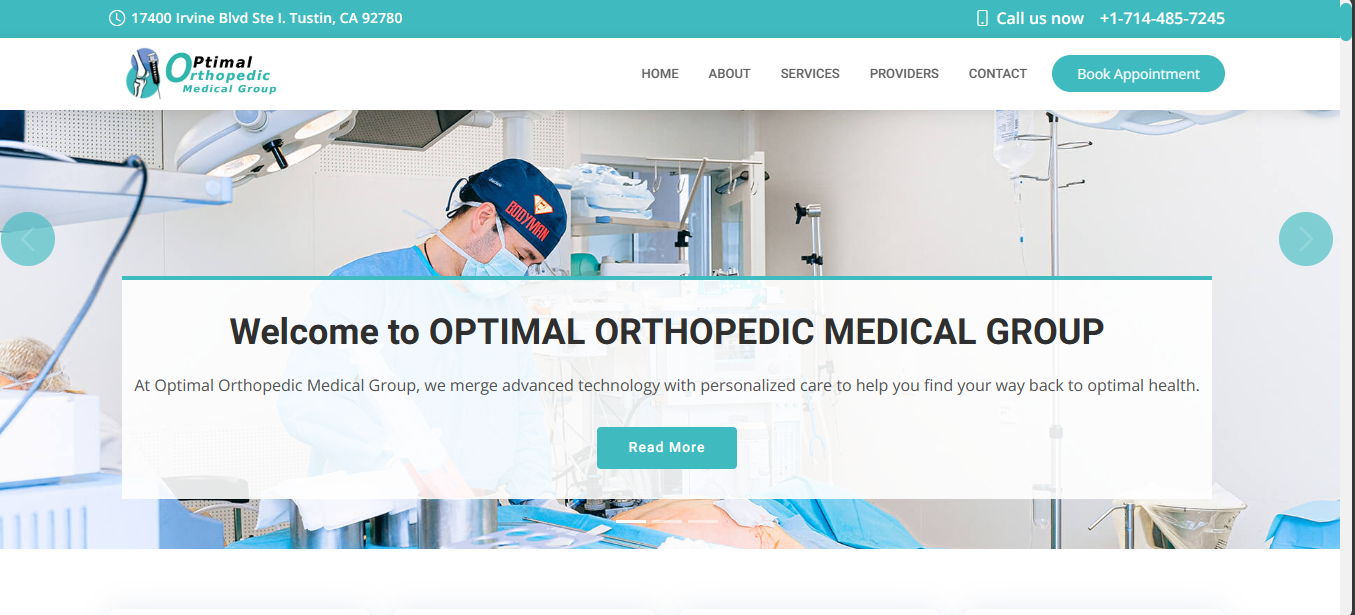 17400 Irvine Blvd Ste I. Tustin, CA 92780
Call us now +1-714-485-7245
OPtimal
Orthopedic
Medical Group
HOME ABOUT SERVICES PROVIDERS CONTACT Book Appointment
BODYMAN
Welcome to OPTIMAL ORTHOPEDIC MEDICAL GROUP
At Optimal Orthopedic Medical Group, we merge advanced technology with personalized care to help you find your way back to optimal health.
Read More